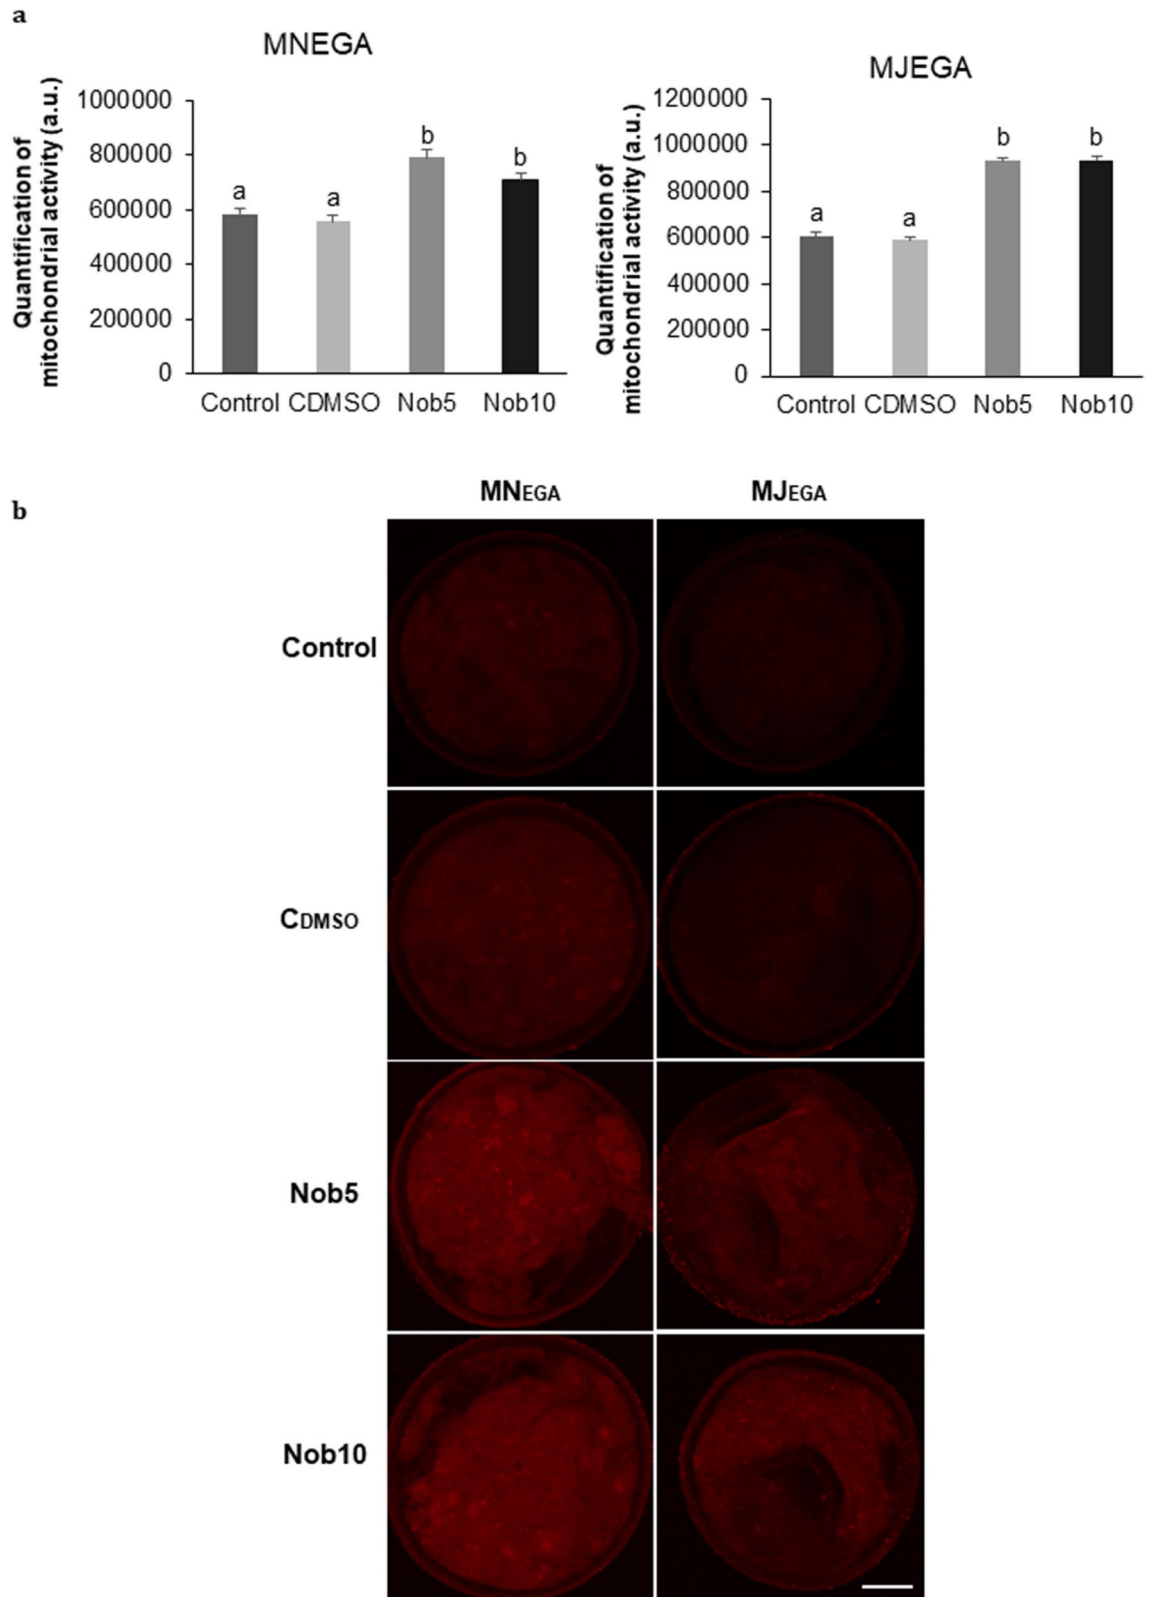 a
MNEGA
Quantification of
mitochondrial activity (a.u.)
1000000
800000
600000
400000
200000
0
a
a
b
b
Control CDMSO Nob5 Nob10
MJEGA
Quantification of
mitochondrial activity (a.u.)
1200000
1000000
800000
600000
400000
200000
0
a
a
b
b
Control CDMSO Nob5 Nob10
b
MNEGA MJEGA
Control
CDMSO
Nob5
Nob10